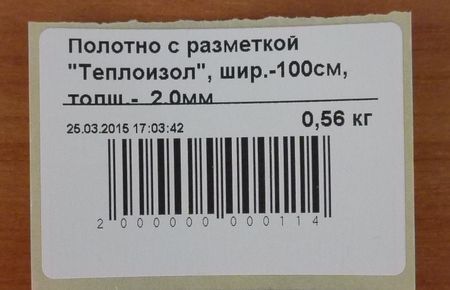 Полотно с разметкой
"Теплоизол", шир.-100см,
толщ.- 2.0мм
25.03.2015 17:03:42 0,56 кг
2 000000 000114